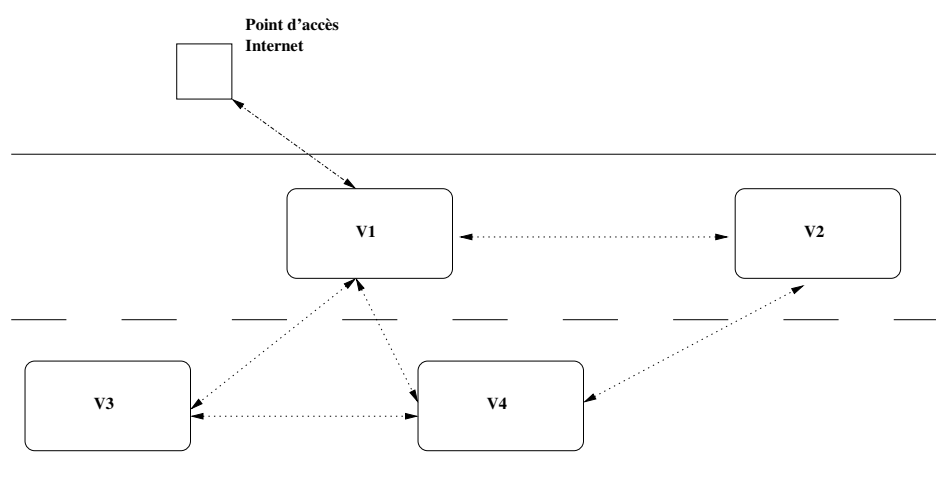 Point d'accès
Internet
V1
V2
V3
V4